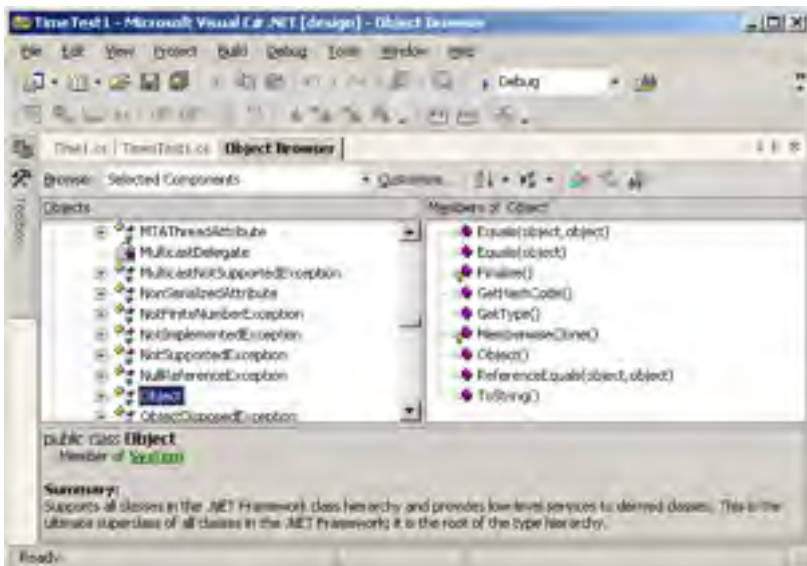 TimeTest1 - Microsoft Visual C# .NET [design] - Object Browser
File Edit View Project Build Debug Tools Window Help
Debug
Time1.cs TimeTest1.cs Object Browser
Toolbox
Browse: Selected Components Customize...
Objects
MTAThreadAttribute
MulticastDelegate
MulticastNotSupportedException
NonSerializedAttribute
NotFiniteNumberException
NotImplementedException
NotSupportedException
NullReferenceException
Object
ObjectDisposedException
Members of 'Object'
Equals(object,object)
Equals(object)
Finalize()
GetHashCode()
GetType()
MemberwiseClone()
Object()
ReferenceEquals(object,object)
ToString()
public class Object
Member of System
Summary:
Supports all classes in the .NET Framework class hierarchy and provides low-level services to derived classes. This is the
ultimate superclass of all classes in the .NET Framework; it is the root of the type hierarchy.
Ready